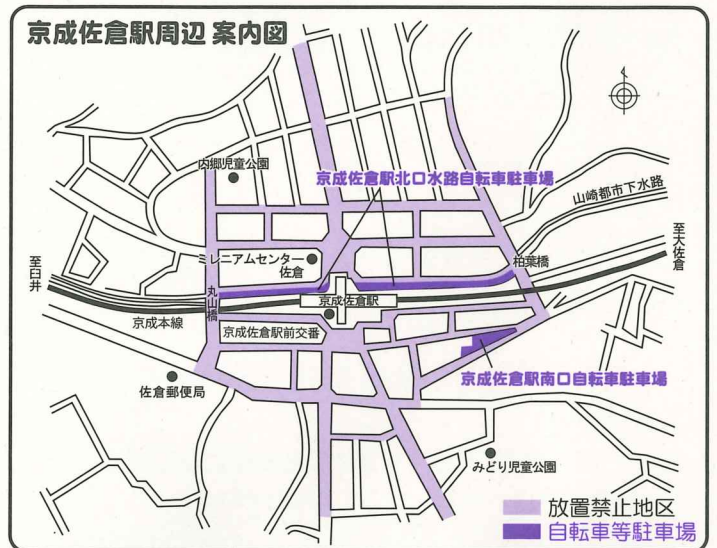 京成佐倉駅周辺 案内図
内郷児童公園
京成佐倉駅北口水路自転車駐車場
山崎都市下水路
ミレニアムセンター
佐倉
柏葉橋
至大佐倉
至臼井
丸山橋
京成佐倉駅
京成本線
京成佐倉駅前交番
佐倉郵便局
京成佐倉駅南口自転車駐車場
みどり児童公園
放置禁止地区
自転車等駐車場